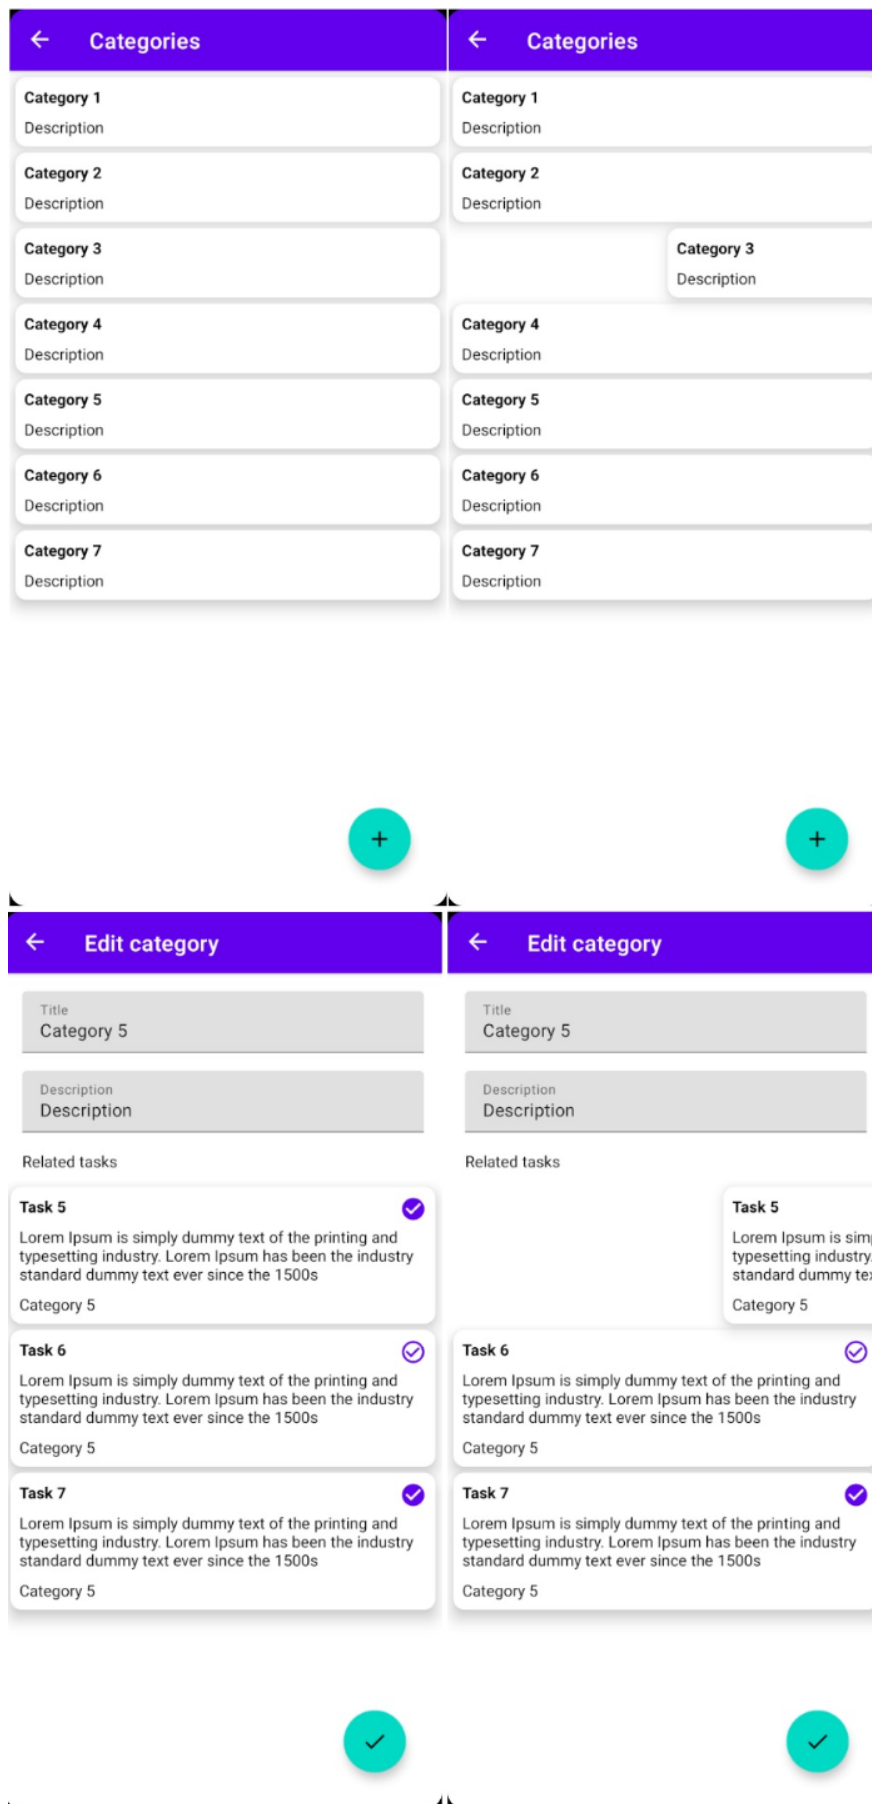 Categories
Category 1
Description
Category 2
Description
Category 3
Description
Category 4
Description
Category 5
Description
Category 6
Description
Category 7
Description
Categories
Category 1
Description
Category 2
Description
Category 3
Description
Category 4
Description
Category 5
Description
Category 6
Description
Category 7
Description
Edit category
Title
Category 5
Description
Description
Related tasks
Task 5
Lorem Ipsum is simply dummy text of the printing and
typesetting industry. Lorem Ipsum has been the industry
standard dummy text ever since the 1500s
Category 5
Task 6
Lorem Ipsum is simply dummy text of the printing and
typesetting industry. Lorem Ipsum has been the industry
standard dummy text ever since the 1500s
Category 5
Task 7
Lorem Ipsum is simply dummy text of the printing and
typesetting industry. Lorem Ipsum has been the industry
standard dummy text ever since the 1500s
Category 5
Edit category
Title
Category 5
Description
Description
Related tasks
Task 5
Lorem Ipsum is
typesetting industry.
standard dummy
Category 5
Task 6
Lorem Ipsum is simply dummy text of the printing and
typesetting industry. Lorem Ipsum has been the industry
standard dummy text ever since the 1500s
Category 5
Task 7
Lorem Ipsum is simply dummy text of the printing and
typesetting industry. Lorem Ipsum has been the industry
standard dummy text ever since the 1500s
Category 5